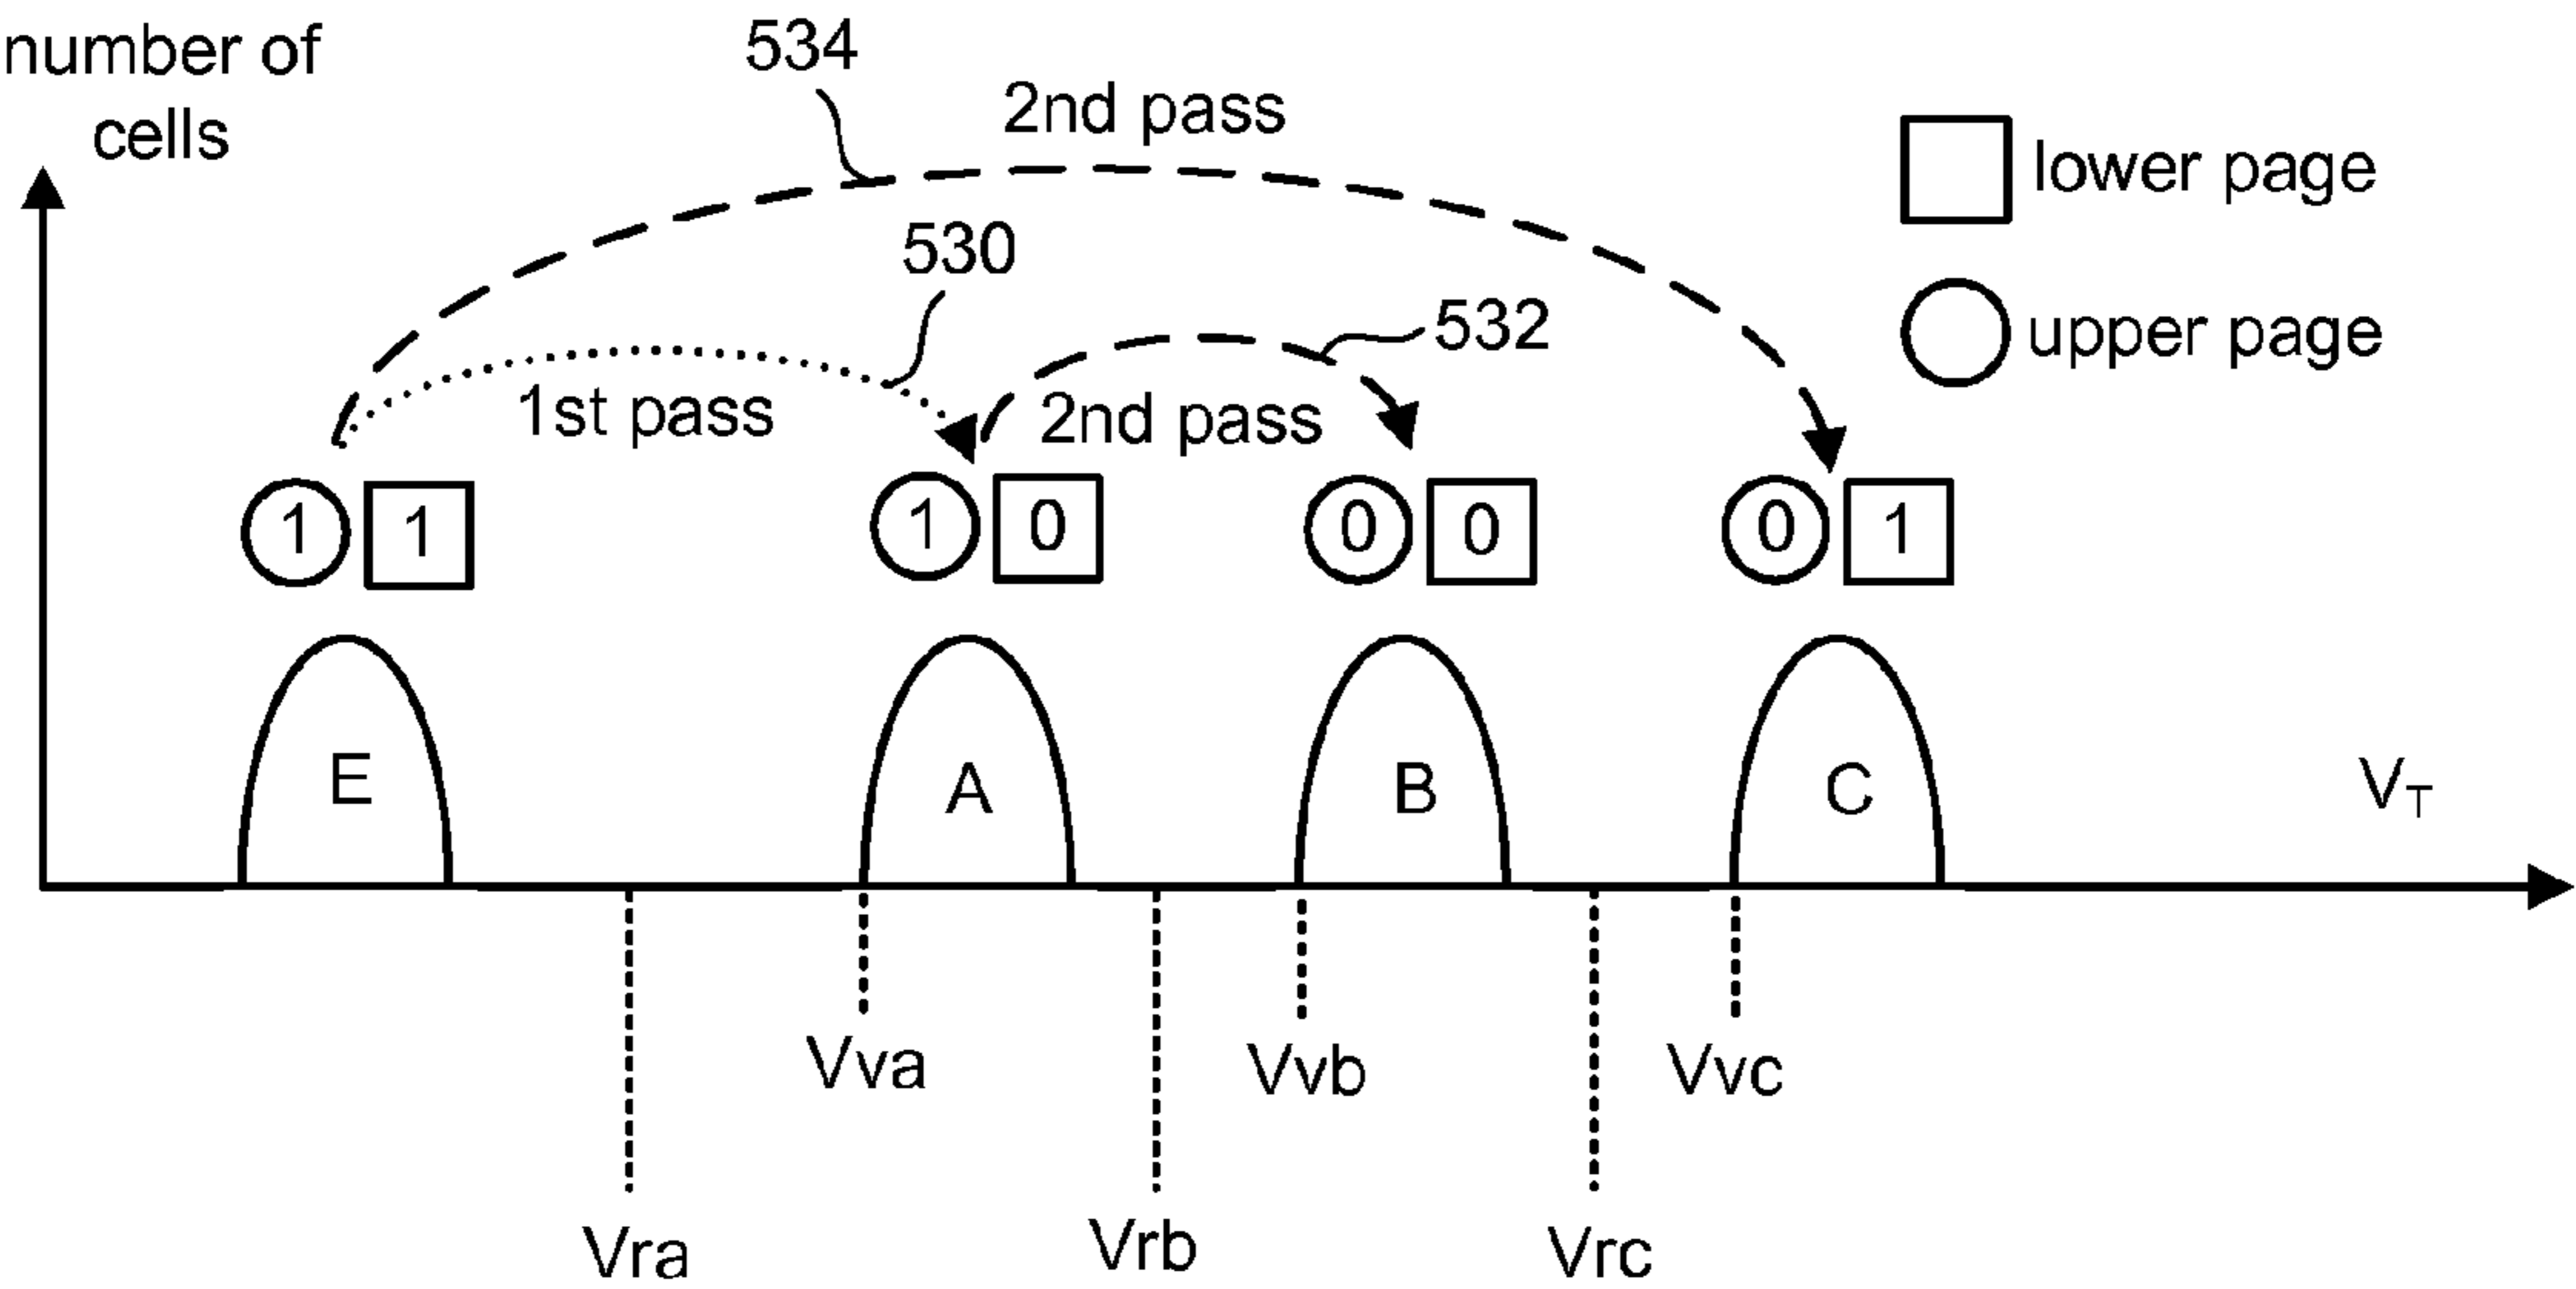 number of
cells
534
2nd pass
lower page
530
532
upper page
1st pass
2nd pass
1 1
1 0
0 0
0 1
E
A
B
C
VT
Vva
Vvb
Vvc
Vra
Vrb
Vrc